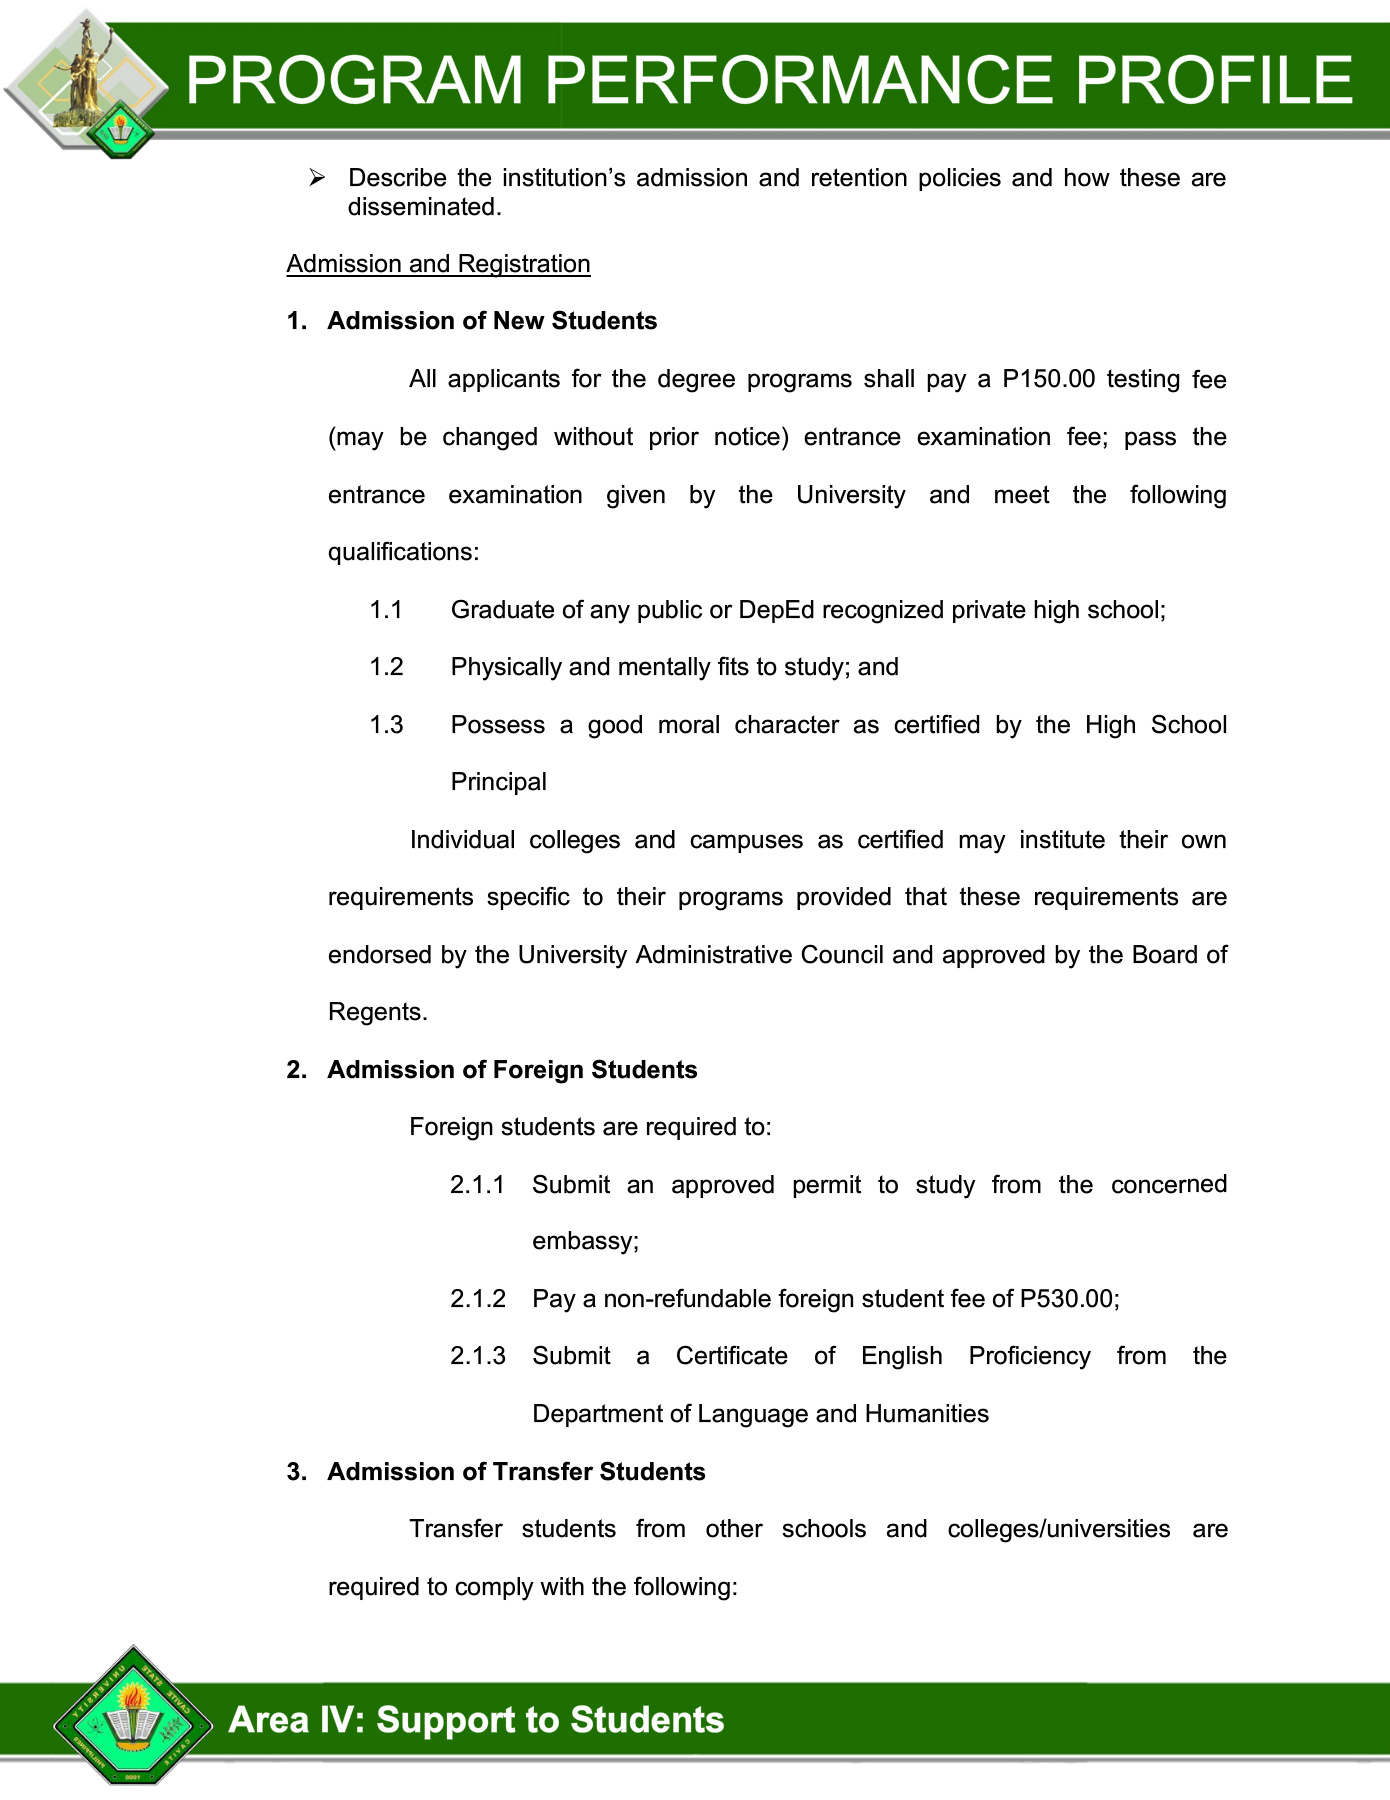 PROGRAM PERFORMANCE PROFILE
➢ Describe the institution’s admission and retention policies and how these are
disseminated.
Admission and Registration
1. Admission of New Students
All applicants for the degree programs shall pay a P150.00 testing fee
(may be changed without prior notice) entrance examination fee; pass the
entrance examination given by the University and meet the following
qualifications:
1.1 Graduate of any public or DepEd recognized private high school;
1.2 Physically and mentally fits to study; and
1.3 Possess a good moral character as certified by the High School
Principal
Individual colleges and campuses as certified may institute their own
requirements specific to their programs provided that these requirements are
endorsed by the University Administrative Council and approved by the Board of
Regents.
2. Admission of Foreign Students
Foreign students are required to:
2.1.1 Submit an approved permit to study from the concerned
embassy;
2.1.2 Pay a non-refundable foreign student fee of P530.00;
2.1.3 Submit a Certificate of English Proficiency from the
Department of Language and Humanities
3. Admission of Transfer Students
Transfer students from other schools and colleges/universities are
required to comply with the following:
CAVITE STATE UNIVERSITY
CAVITE PHILIPPINES
Area IV: Support to Students